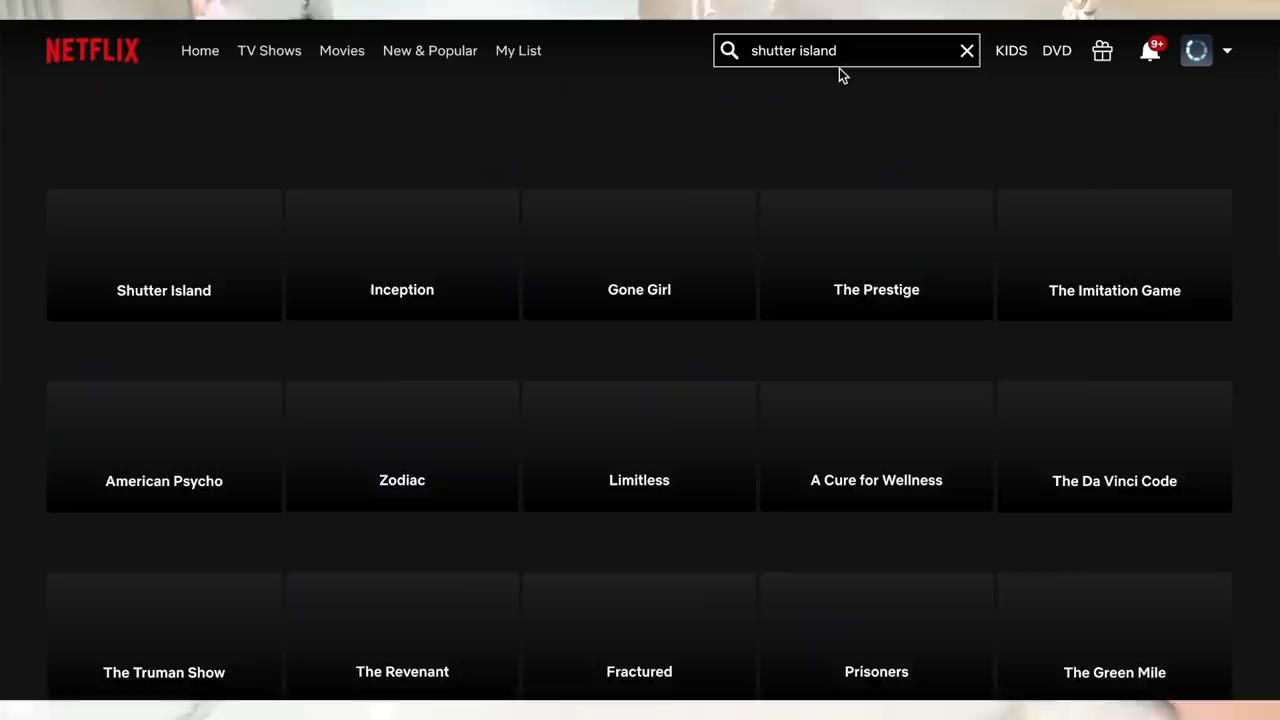 NETFLIX Home TV Shows Movies New & Popular My List shutter island KIDS DVD 9+
Shutter Island Inception Gone Girl The Prestige The Imitation Game
American Psycho Zodiac Limitless A Cure for Wellness The Da Vinci Code
The Truman Show The Revenant Fractured Prisoners The Green Mile